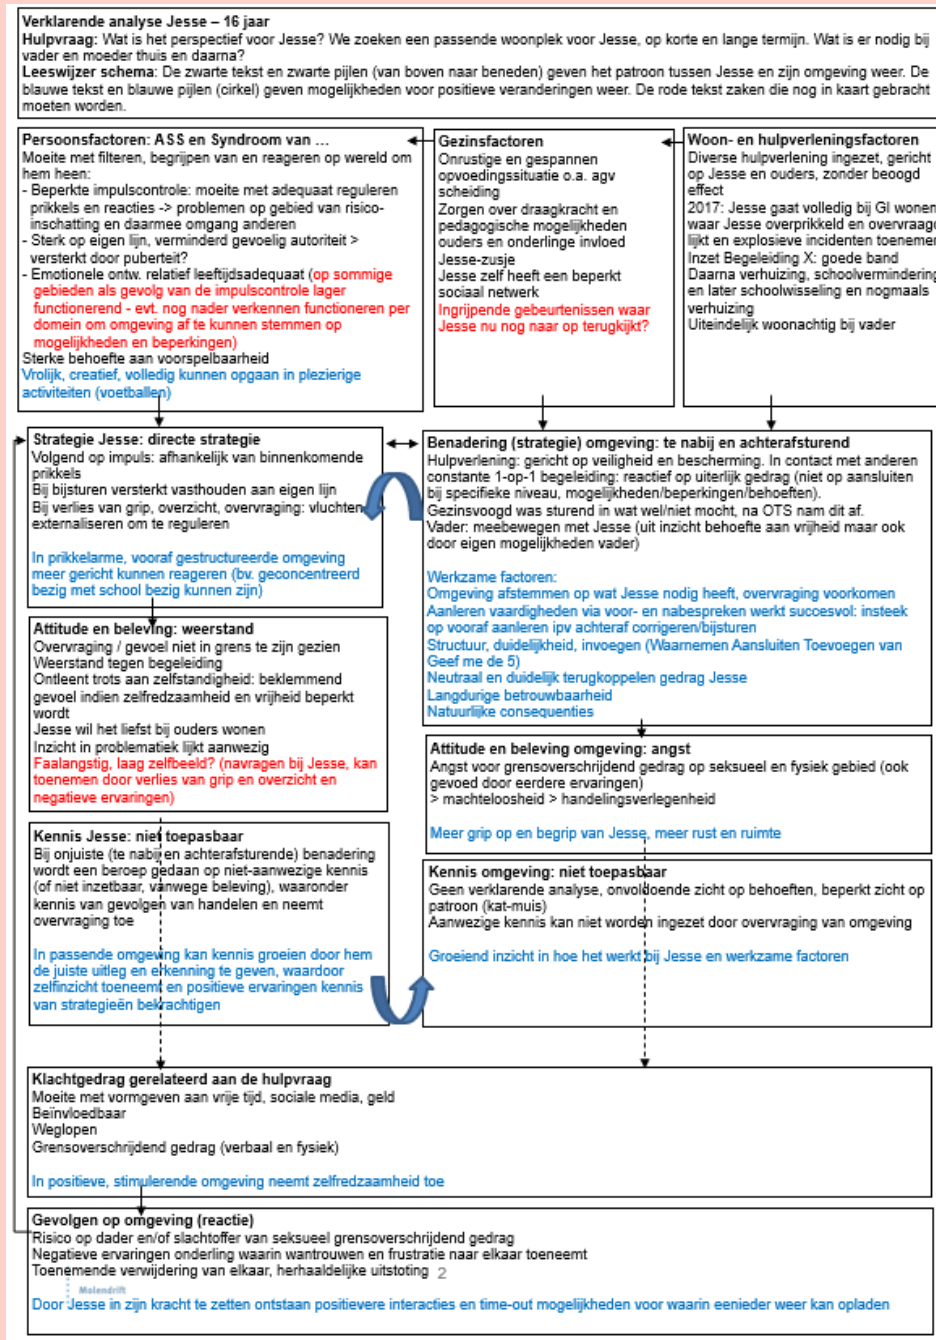 Verklarende analyse Jesse – 16 jaar
Hulpvraag: Wat is het perspectief voor Jesse? We zoeken een passende woonplek voor Jesse, op korte en lange termijn. Wat is er nodig bij
vader en moeder thuis en daarna?
Leeswijzer schema: De zwarte tekst en zwarte pijlen (van boven naar beneden) geven het patroon tussen Jesse en zijn omgeving weer. De
blauwe tekst en blauwe pijlen (cirkel) geven mogelijkheden voor positieve veranderingen weer. De rode tekst zaken die nog in kaart gebracht
moeten worden.
Persoonsfactoren: ASS en Syndroom van ...
Moeite met filteren, begrijpen van en reageren op wereld om
hem heen:
- Beperkte impulscontrole: moeite met adequaat reguleren
prikkels en reacties -> problemen op gebied van risico-
inschatting en daarmee omgang anderen
- Sterk op eigen lijn, verminderd gevoelig autoriteit >
versterkt door puberteit?
- Emotionele ontw. relatief leeftijdsadequaat (op sommige
gebieden als gevolg van de impulscontrole lager
functionerend - evt. nog nader verkennen functioneren per
domein om omgeving af te kunnen stemmen op
mogelijkheden en beperkingen)
Sterke behoefte aan voorspelbaarheid
Vrolijk, creatief, volledig kunnen opgaan in plezierige
activiteiten (voetballen)
Gezinsfactoren
Onrustige en gespannen
opvoedingssituatie o.a. agv
scheiding
Zorgen over draagkracht en
pedagogische mogelijkheden
ouders en onderlinge invloed
Jesse-zusje
Jesse zelf heeft een beperkt
sociaal netwerk
Ingrijpende gebeurtenissen waar
Jesse nu nog naar op terugkijkt?
Woon- en hulpverleningsfactoren
Diverse hulpverlening ingezet, gericht
op Jesse en ouders, zonder beoogd
effect
2017: Jesse gaat volledig bij GI wonen
waar Jesse overprikkeld en overvraagd
lijkt en explosieve incidenten toenemen
Inzet Begeleiding X: goede band
Daarna verhuizing, schoolvermindering
en later schoolwisseling en nogmaals
verhuizing
Uiteindelijk woonachtig bij vader
Strategie Jesse: directe strategie
Volgend op impuls: afhankelijk van binnenkomende
prikkels
Bij bijsturen versterkt vasthouden aan eigen lijn
Bij verlies van grip, overzicht, overvraging: vluchten
externaliseren om te reguleren
In prikkelarme, vooraf gestructureerde omgeving
meer gericht kunnen reageren (bv. geconcentreerd
bezig met school bezig kunnen zijn)
Benadering (strategie) omgeving: te nabij en achterafsturend
Hulpverlening: gericht op veiligheid en bescherming. In contact met anderen
constante 1-op-1 begeleiding: reactief op uiterlijk gedrag (niet op aansluiten
bij specifieke niveau, mogelijkheden/beperkingen/behoeften).
Gezinsvoogd was sturend in wat wel/niet mocht, na OTS nam dit af.
Vader: meebewegen met Jesse (uit inzicht behoefte aan vrijheid maar ook
door eigen mogelijkheden vader)
Werkzame factoren:
Omgeving afstemmen op wat Jesse nodig heeft, overvraging voorkomen
Aanleren vaardigheden via voor- en nabespreken werkt succesvol: insteek
op vooraf aanleren ipv achteraf corrigeren/bijsturen
Structuur, duidelijkheid, invoegen (Waarnemen Aansluiten Toevoegen van
Geef me de 5)
Neutraal en duidelijk terugkoppelen gedrag Jesse
Langdurige betrouwbaarheid
Natuurlijke consequenties
Attitude en beleving: weerstand
Overvraging / gevoel niet in grens te zijn gezien
Weerstand tegen begeleiding
Ontleent trots aan zelfstandigheid: beklemmend
gevoel indien zelfredzaamheid en vrijheid beperkt
wordt
Jesse wil het liefst bij ouders wonen
Inzicht in problematiek lijkt aanwezig
Faalangstig, laag zelfbeeld? (navragen bij Jesse, kan
toenemen door verlies van grip en overzicht en
negatieve ervaringen)
Attitude en beleving omgeving: angst
Angst voor grensoverschrijdend gedrag op seksueel en fysiek gebied (ook
gevoed door eerdere ervaringen)
> machteloosheid > handelingsverlegenheid
Meer grip op en begrip van Jesse, meer rust en ruimte
Kennis Jesse: niet toepasbaar
Bij onjuiste (te nabij en achterafsturende) benadering
wordt een beroep gedaan op niet-aanwezige kennis
(of niet inzetbaar, vanwege beleving), waaronder
kennis van gevolgen van handelen en neemt
overvraging toe
In passende omgeving kan kennis groeien door hem
de juiste uitleg en erkenning te geven, waardoor
zelfinzicht toeneemt en positieve ervaringen kennis
van strategieën bekrachtigen
Kennis omgeving: niet toepasbaar
Geen verklarende analyse, onvoldoende zicht op behoeften, beperkt zicht op
patroon (kat-muis)
Aanwezige kennis kan niet worden ingezet door overvraging van omgeving
Groeiend inzicht in hoe het werkt bij Jesse en werkzame factoren
Klachtgedrag gerelateerd aan de hulpvraag
Moeite met vormgeven aan vrije tijd, sociale media, geld
Beïnvloedbaar
Weglopen
Grensoverschrijdend gedrag (verbaal en fysiek)
In positieve, stimulerende omgeving neemt zelfredzaamheid toe
Gevolgen op omgeving (reactie)
Risico op dader en/of slachtoffer van seksueel grensoverschrijdend gedrag
Negatieve ervaringen onderling waarin wantrouwen en frustratie naar elkaar toeneemt
Toenemende verwijdering van elkaar, herhaaldelijke uitstoting 2
Molendrift
Door Jesse in zijn kracht te zetten ontstaan positievere interacties en time-out mogelijkheden voor waarin eenieder weer kan opladen